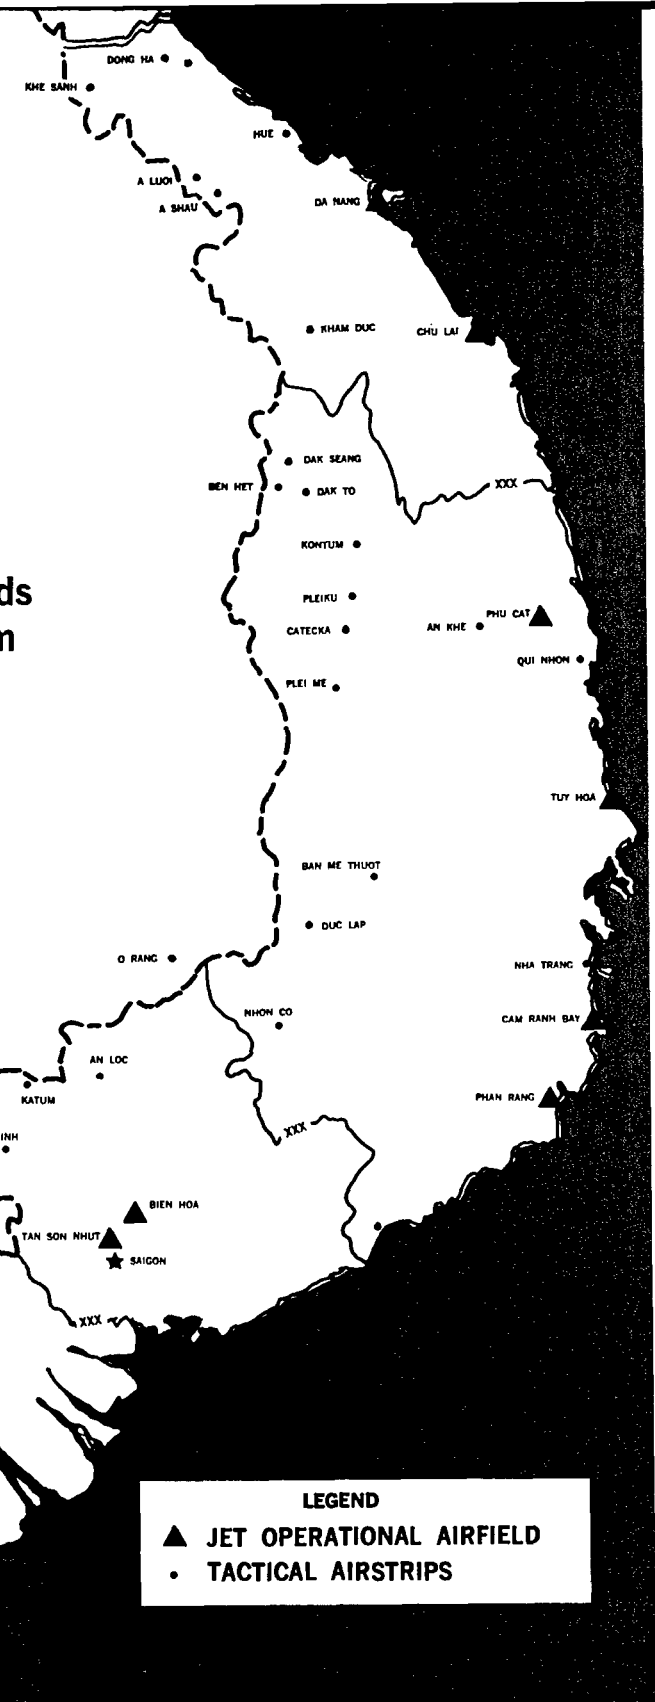 DONG HA
KHE SANH
HUE
A LUOI
A SHAU
DA NANG
KHAM DUC
CHU LAI
DAK SEANG
BEN HET
DAK TO
XXX
KONTUM
ds
m
PLEIKU
PHU CAT
CATECKA
AN KHE
QUI NHON
PLEI ME
TUY HOA
BAN ME THUOT
DUC LAP
O RANG
NHA TRANG
NHON CO
CAM RANH BAY
AN LOC
KATUM
PHAN RANG
XXX
INH
BIEN HOA
TAN SON NHUT
SAIGON
XXX
LEGEND
JET OPERATIONAL AIRFIELD
TACTICAL AIRSTRIPS